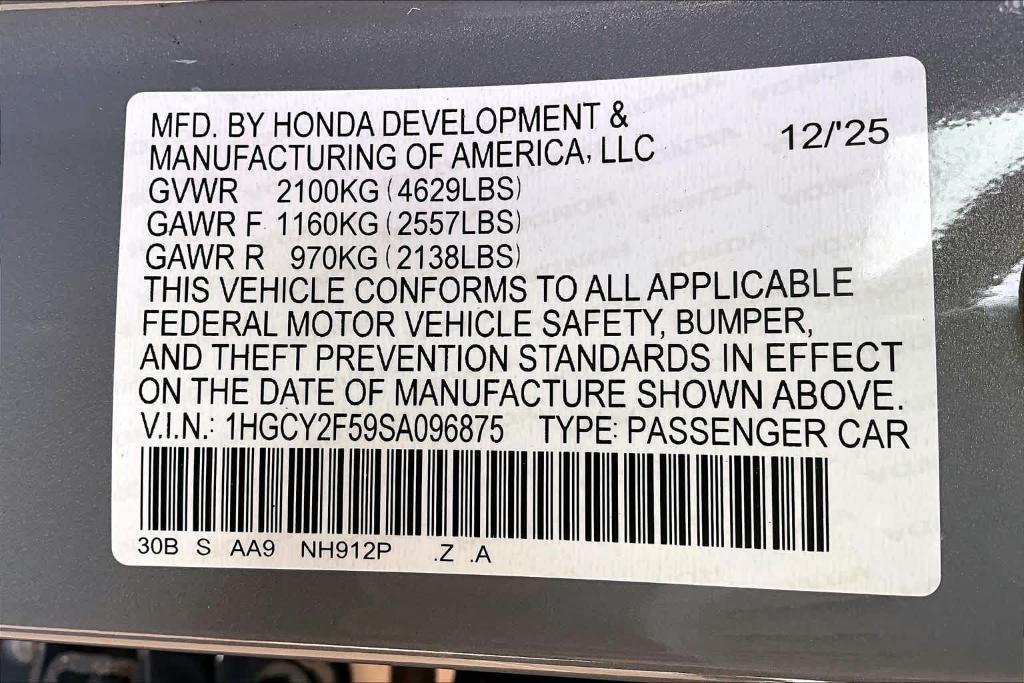 MFD. BY HONDA DEVELOPMENT &
MANUFACTURING OF AMERICA, LLC 12/'25
GVWR 2100KG (4629LBS)
GAWR F 1160KG (2557LBS)
GAWR R 970KG (2138LBS)
THIS VEHICLE CONFORMS TO ALL APPLICABLE
FEDERAL MOTOR VEHICLE SAFETY, BUMPER,
AND THEFT PREVENTION STANDARDS IN EFFECT
ON THE DATE OF MANUFACTURE SHOWN ABOVE.
V.I.N.: 1HGCY2F59SA096875 TYPE: PASSENGER CAR
30B S AA9 NH912P .Z .A